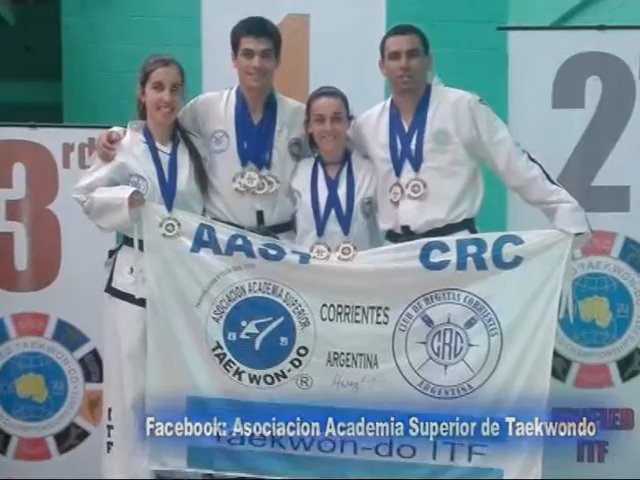 1
2
3rd
AAST CRC
ASOCIACION ACADEMIA SUPERIOR
TAEKWON-DO
®
CORRIENTES
ARGENTINA
CLUB DE REGATAS CORRIENTES
CRC
ARGENTINA
Facebook: Asociacion Academia Superior de Taekwondo
Taekwon-do ITF
ITF